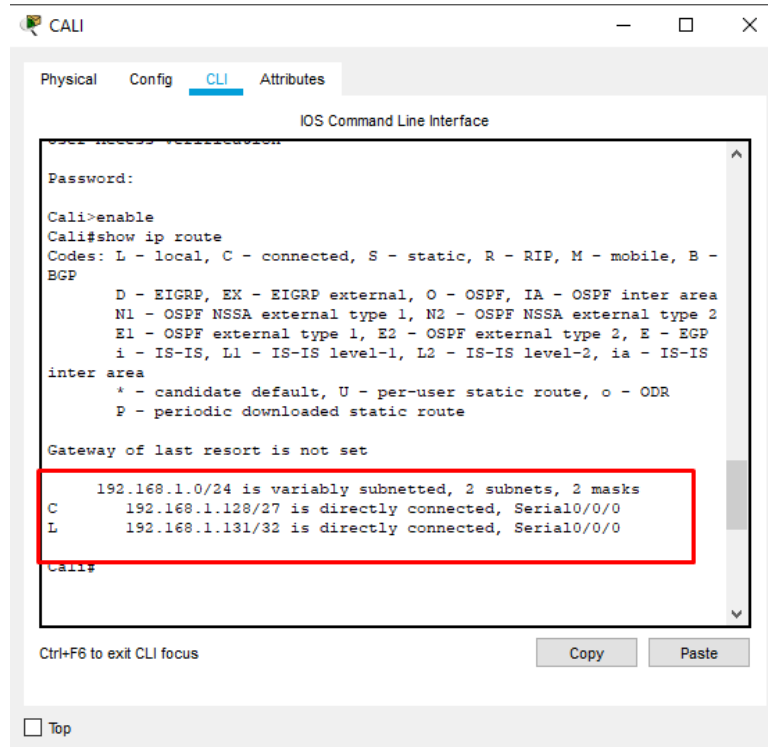 CALI
Physical Config CLI Attributes
IOS Command Line Interface
User Access Verification
Password:
Cali>enable
Cali#show ip route
Codes: L - local, C - connected, S - static, R - RIP, M - mobile, B -
BGP
D - EIGRP, EX - EIGRP external, O - OSPF, IA - OSPF inter area
N1 - OSPF NSSA external type 1, N2 - OSPF NSSA external type 2
E1 - OSPF external type 1, E2 - OSPF external type 2, E - EGP
i - IS-IS, L1 - IS-IS level-1, L2 - IS-IS level-2, ia - IS-IS
inter area
* - candidate default, U - per-user static route, o - ODR
P - periodic downloaded static route
Gateway of last resort is not set
192.168.1.0/24 is variably subnetted, 2 subnets, 2 masks
C 192.168.1.128/27 is directly connected, Serial0/0/0
L 192.168.1.131/32 is directly connected, Serial0/0/0
Cali#
Ctrl+F6 to exit CLI focus
Copy Paste
Top